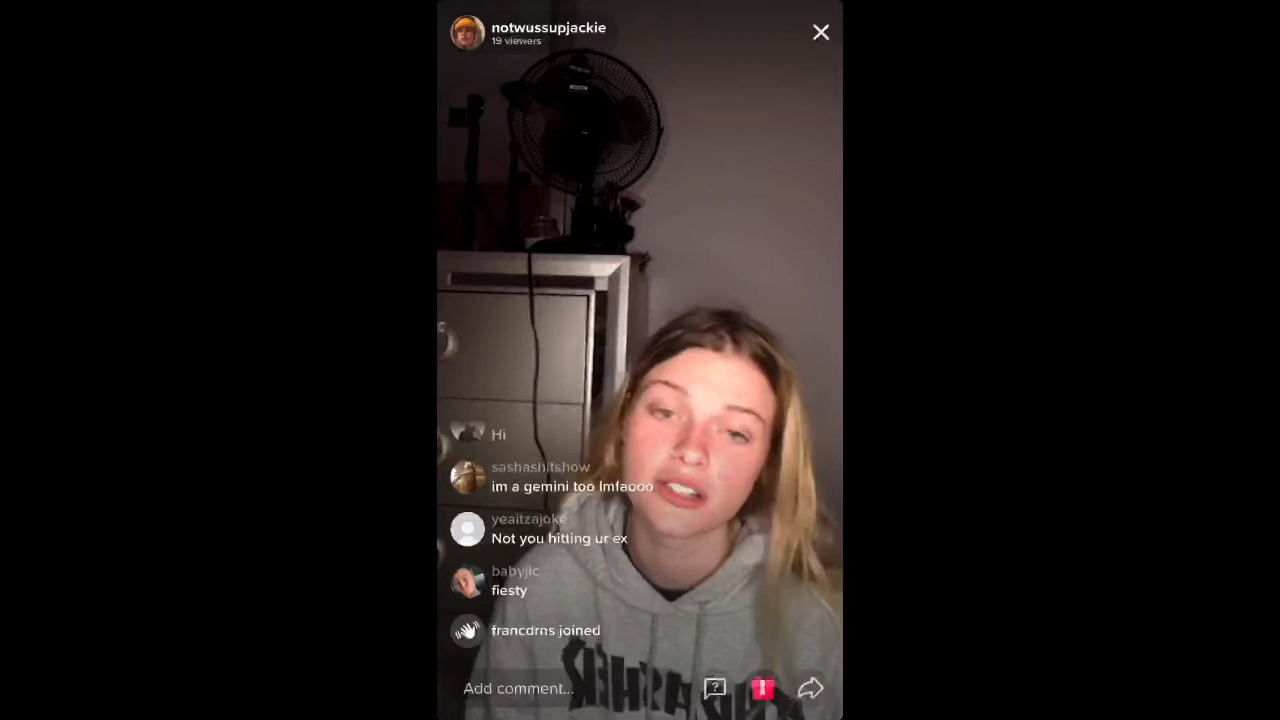 notwussupjackie
19 viewers
Hi
sashashitshow
im a gemini too lmfaooo
yeaitzajoke
Not you hitting ur ex
babyjic
fiesty
francdrns joined
Add comment...